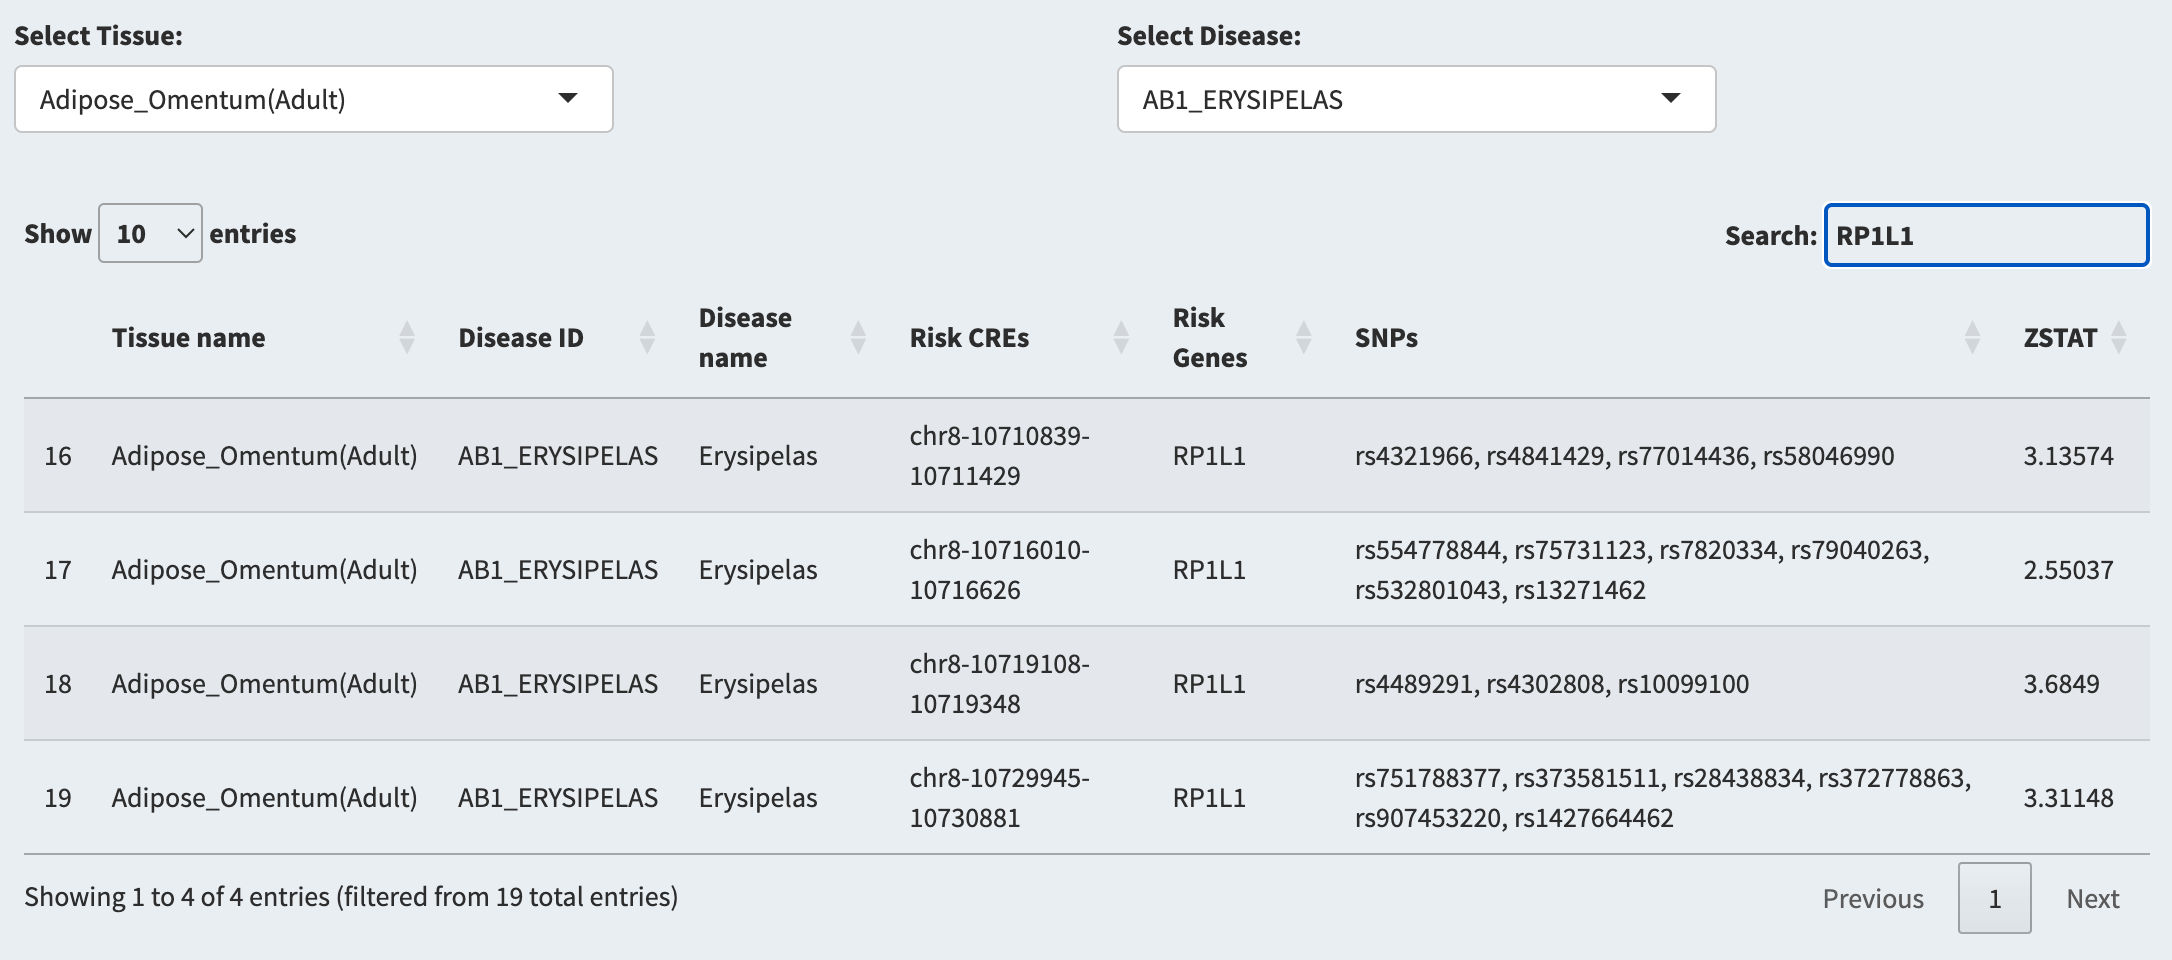 Select Tissue:
Select Disease:
Adipose_Omentum(Adult)
AB1_ERYSIPELAS
Show 10 entries
Search: RP1L1
Tissue name Disease ID Disease name Risk CREs Risk Genes SNPs ZSTAT
16 Adipose_Omentum(Adult) AB1_ERYSIPELAS Erysipelas chr8-10710839-10711429 RP1L1 rs4321966, rs4841429, rs77014436, rs58046990 3.13574
17 Adipose_Omentum(Adult) AB1_ERYSIPELAS Erysipelas chr8-10716010-10716626 RP1L1 rs554778844, rs75731123, rs7820334, rs79040263, rs532801043, rs13271462 2.55037
18 Adipose_Omentum(Adult) AB1_ERYSIPELAS Erysipelas chr8-10719108-10719348 RP1L1 rs4489291, rs4302808, rs10099100 3.6849
19 Adipose_Omentum(Adult) AB1_ERYSIPELAS Erysipelas chr8-10729945-10730881 RP1L1 rs751788377, rs373581511, rs28438834, rs372778863, rs907453220, rs1427664462 3.31148
Showing 1 to 4 of 4 entries (filtered from 19 total entries)
Previous 1 Next